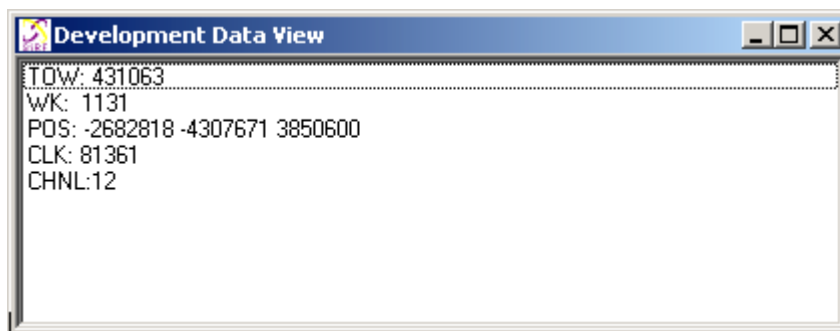 Development Data View
TOW: 431063
WK: 1131
POS: -2682818 -4307671 3850600
CLK: 81361
CHNL:12